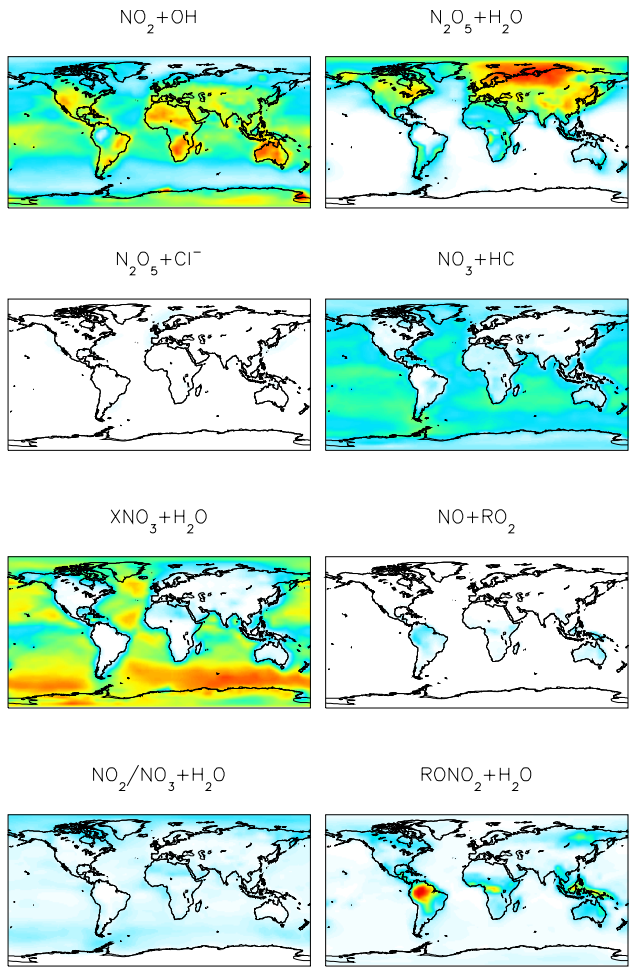 NO₂+OH
N₂O₅+H₂O
N₂O₅+Cl⁻
NO₃+HC
XNO₃+H₂O
NO+RO₂
NO₂/NO₃+H₂O
RONO₂+H₂O